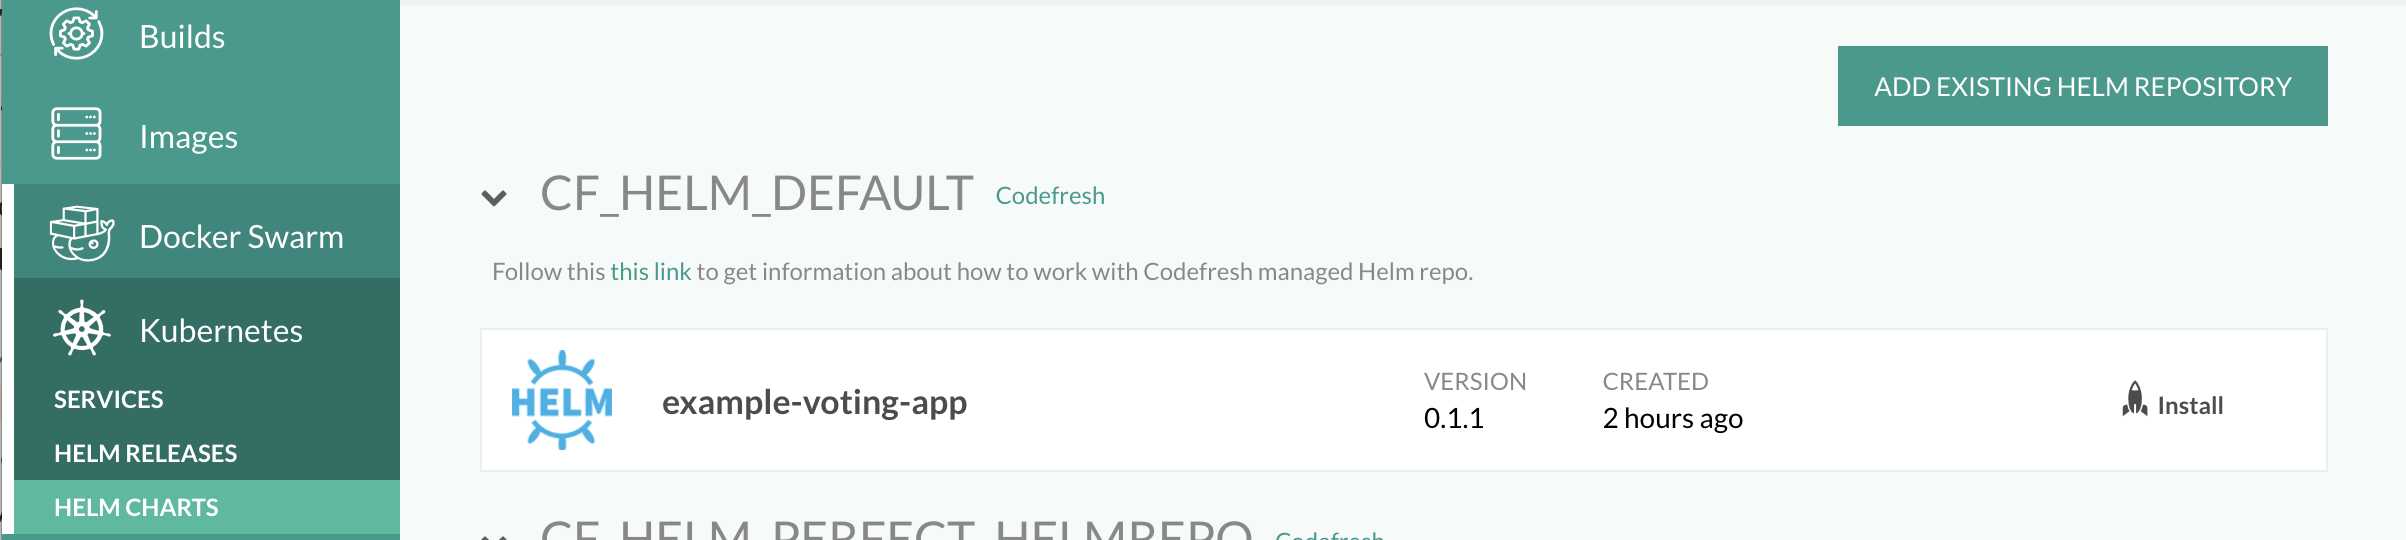 Builds
Images
Docker Swarm
Kubernetes
SERVICES
HELM RELEASES
HELM CHARTS
ADD EXISTING HELM REPOSITORY
CF_HELM_DEFAULT Codefresh
Follow this this link to get information about how to work with Codefresh managed Helm repo.
HELM
example-voting-app
VERSION
0.1.1
CREATED
2 hours ago
Install
CF_HELM_PERFECT_HELMREPO Codefresh